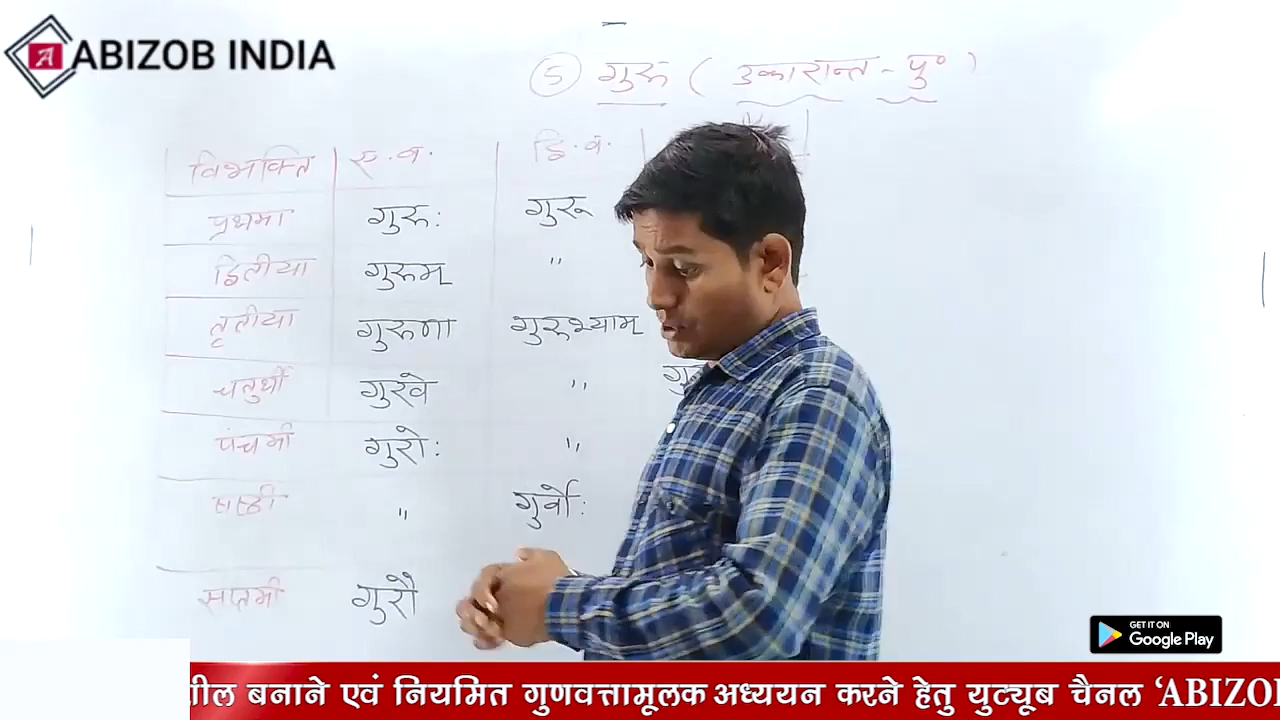 ABIZOB INDIA
5 गुरु ( उकारान्त - पु० )
विभक्ति ए.व. द्वि.व.
प्रथमा गुरुः गुरू
द्वितीया गुरुम् "
तृतीया गुरुणा गुरुभ्याम्
चतुर्थी गुरवे " गु
पंचमी गुरोः "
षष्ठी " गुर्वोः
सप्तमी गुरौ
GET IT ON
Google Play
बनाने एवं नियमित गुणवत्तामूलक अध्ययन करने हेतु युट्यूब चैनल ‘ABIZO